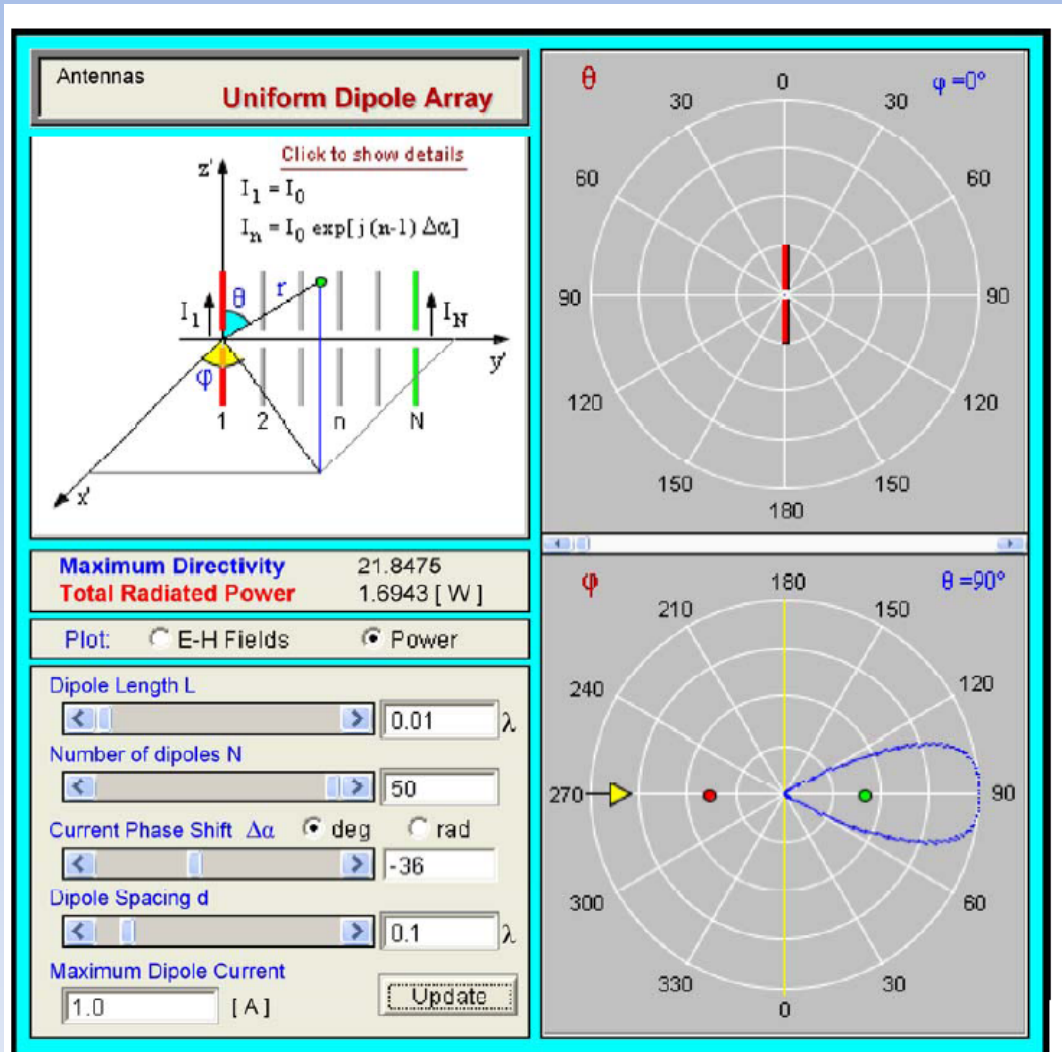 Antennas
Uniform Dipole Array
Click to show details
z'
I1 = I0
In = I0 exp[j(n-1) Δα]
θ
r
I1
IN
y'
φ
1 2 n N
x'
Maximum Directivity 21.8475
Total Radiated Power 1.6943 [ W ]
Plot: E-H Fields Power
Dipole Length L
0.01 λ
Number of dipoles N
50
Current Phase Shift Δα deg rad
-36
Dipole Spacing d
0.1 λ
Maximum Dipole Current
1.0 [ A ]
Update
θ 0 φ =0°
30 30
60 60
90 90
120 120
150 150
180
φ 180 θ =90°
210 150
240 120
270 90
300 60
330 30
0